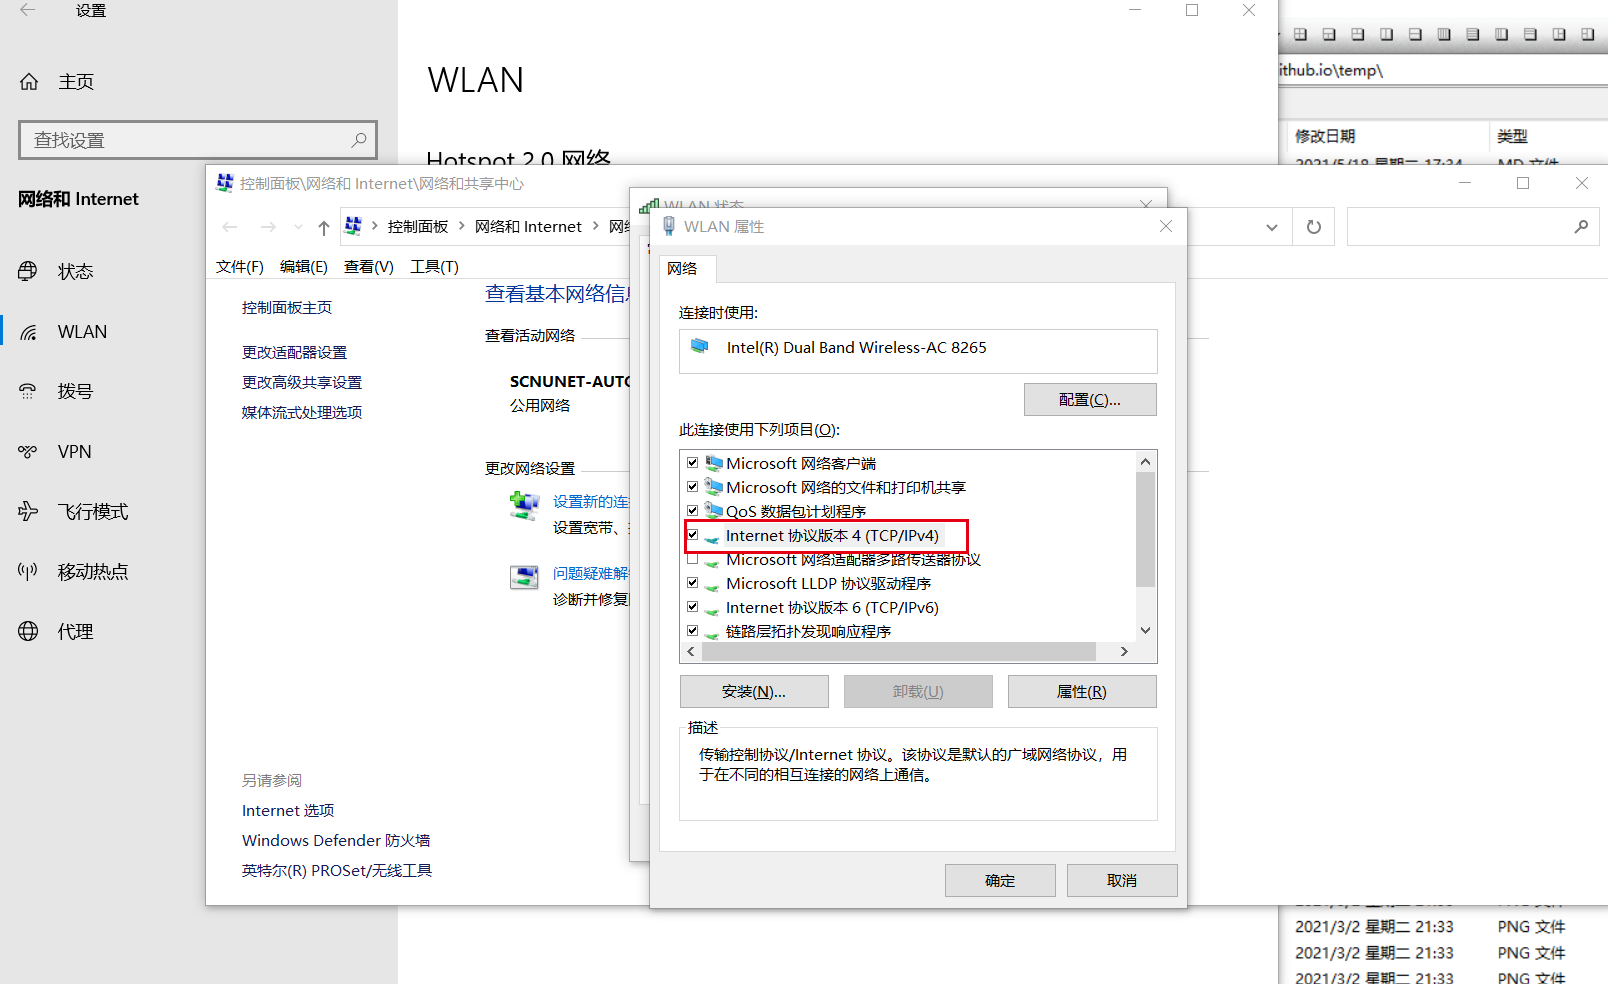 设置
主页
查找设置
网络和 Internet
状态
WLAN
拨号
VPN
飞行模式
移动热点
代理
WLAN
Hotspot 2.0 网络
ithub.io\temp\
修改日期
类型
2021/5/18 星期二 17:34
MD 文件
控制面板\网络和 Internet\网络和共享中心
控制面板
网络和 Internet
文件(F)
编辑(E)
查看(V)
工具(T)
控制面板主页
更改适配器设置
更改高级共享设置
媒体流式处理选项
另请参阅
Internet 选项
Windows Defender 防火墙
英特尔(R) PROSet/无线工具
查看基本网络信
查看活动网络
SCNUNET-AUTO
公用网络
更改网络设置
设置新的连
设置宽带、
问题疑难解
诊断并修复
WLAN 状态
WLAN 属性
网络
连接时使用:
Intel(R) Dual Band Wireless-AC 8265
配置(C)...
此连接使用下列项目(O):
Microsoft 网络客户端
Microsoft 网络的文件和打印机共享
QoS 数据包计划程序
Internet 协议版本 4 (TCP/IPv4)
Microsoft 网络适配器多路传送器协议
Microsoft LLDP 协议驱动程序
Internet 协议版本 6 (TCP/IPv6)
链路层拓扑发现响应程序
安装(N)...
卸载(U)
属性(R)
描述
传输控制协议/Internet 协议。该协议是默认的广域网络协议，用
于在不同的相互连接的网络上通信。
确定
取消
2021/3/2 星期二 21:33
PNG 文件
2021/3/2 星期二 21:33
PNG 文件
2021/3/2 星期二 21:33
PNG 文件